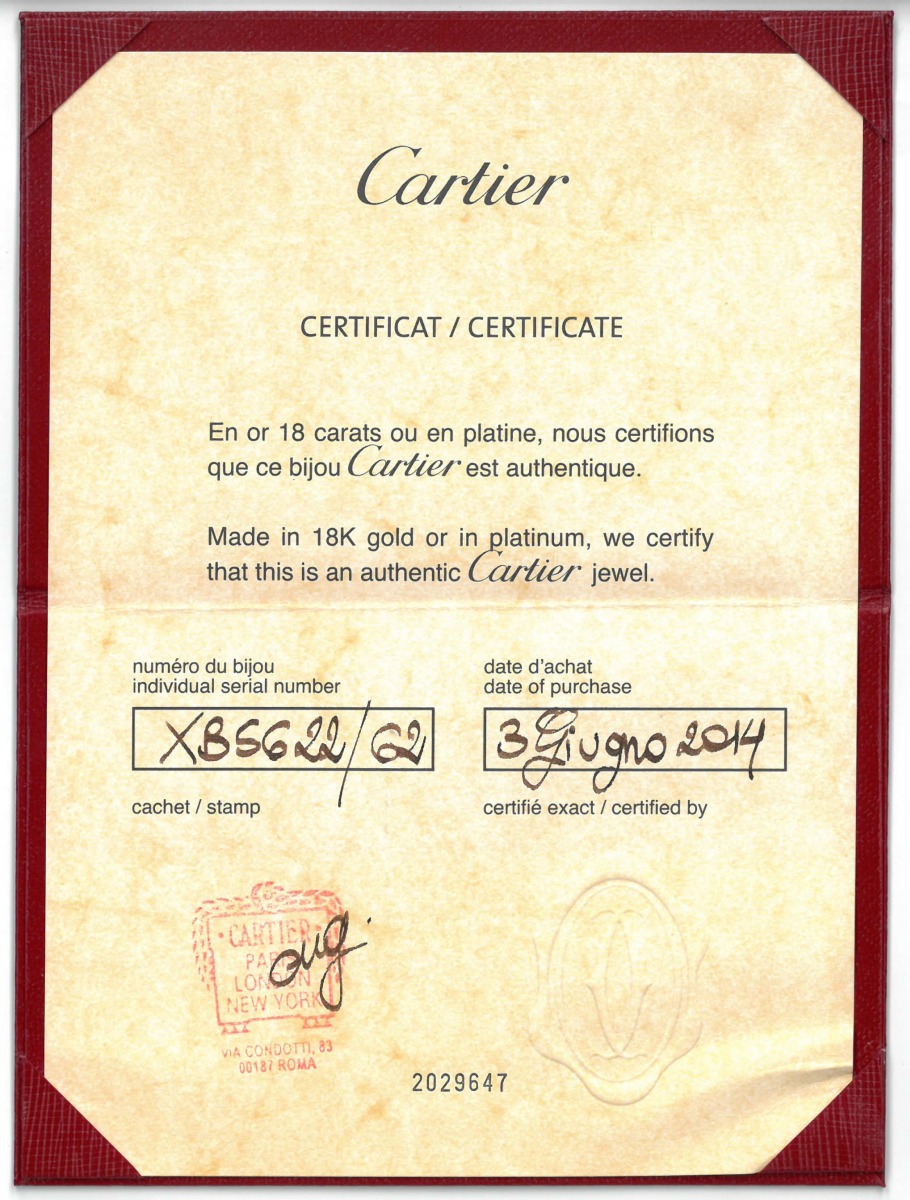 Cartier
CERTIFICAT / CERTIFICATE
En or 18 carats ou en platine, nous certifions
que ce bijou Cartier est authentique.
Made in 18K gold or in platinum, we certify
that this is an authentic Cartier jewel.
numéro du bijou
individual serial number
XBS622/62
date d'achat
date of purchase
3 Giugno 2014
cachet / stamp
certifié exact / certified by
· CARTIER ·
PARIS
LONDON
NEW YORK
VIA CONDOTTI, 83
00187 ROMA
2029647